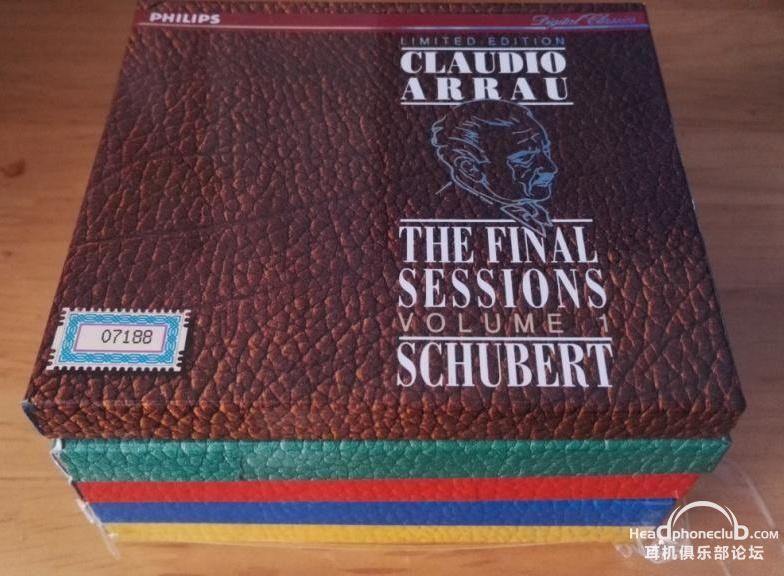 PHILIPS
Digital Classics
LIMITED EDITION
CLAUDIO
ARRAU
THE FINAL
SESSIONS
VOLUME 1
SCHUBERT
07188
HeadphoneclubD.com
耳机俱乐部论坛